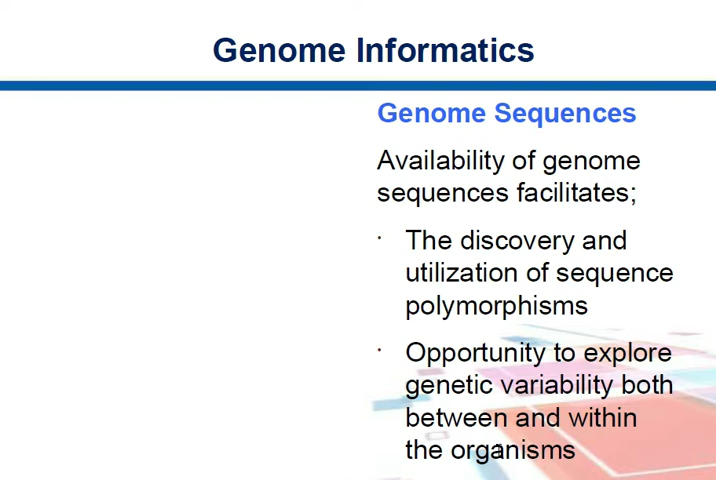 Genome Informatics
Genome Sequences
Availability of genome
sequences facilitates;
· The discovery and
utilization of sequence
polymorphisms
· Opportunity to explore
genetic variability both
between and within
the organisms